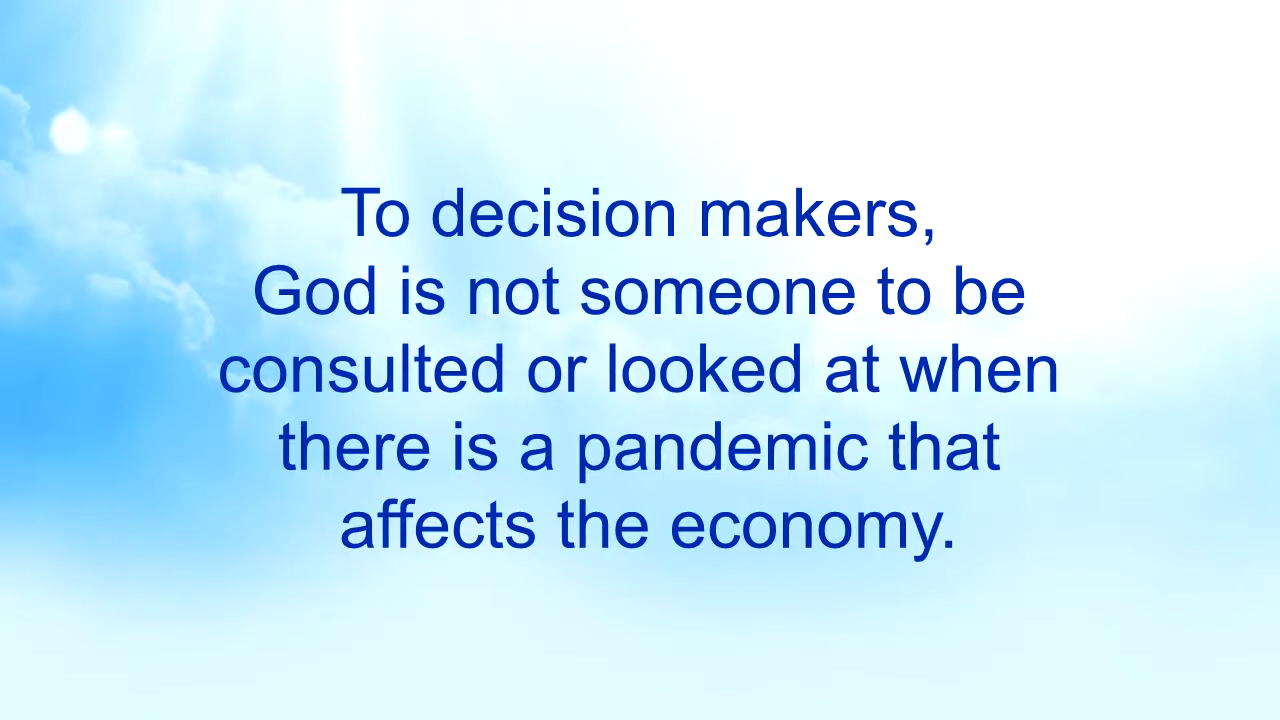 To decision makers,
God is not someone to be
consulted or looked at when
there is a pandemic that
affects the economy.